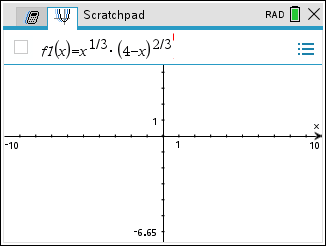 Scratchpad RAD
f1(x)=x^1/3·(4-x)^2/3
1
x
-10 1 10
-6.65